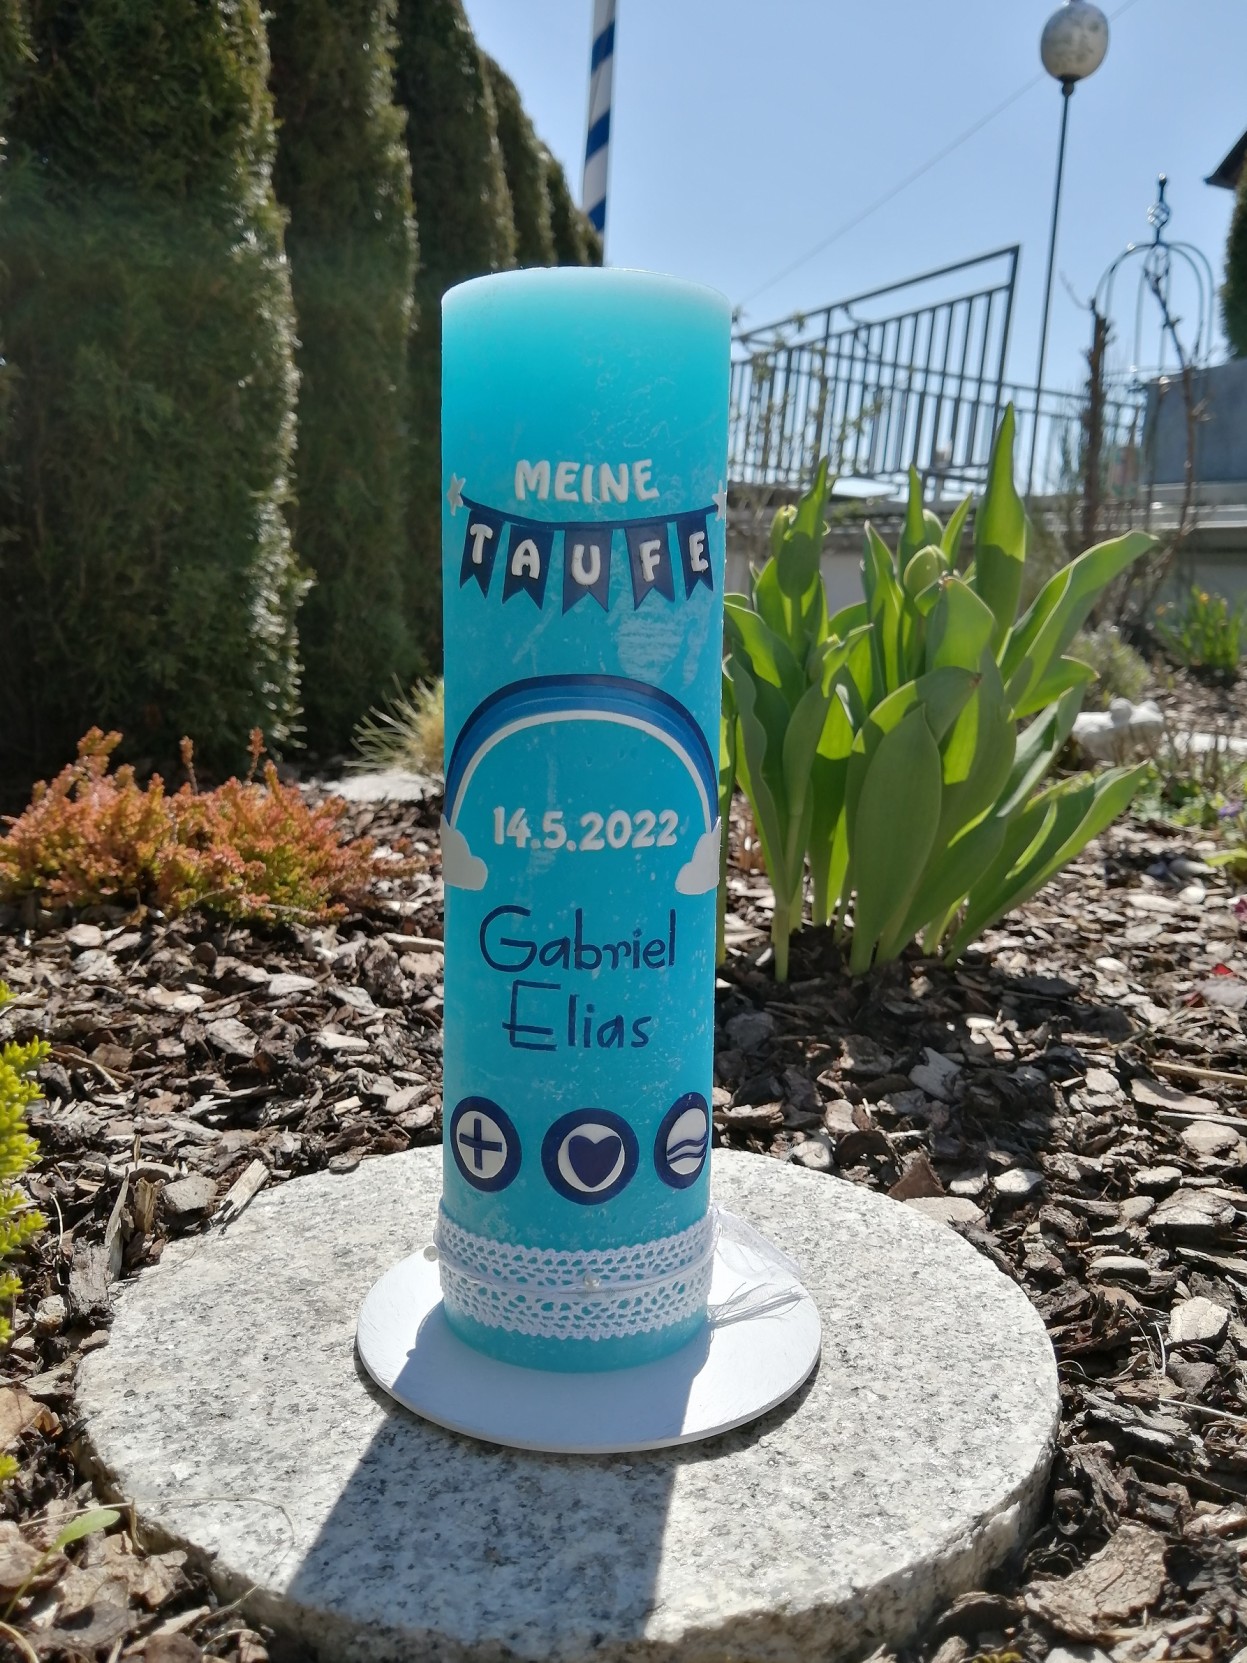 MEINE
TAUFE
14.5.2022
Gabriel
Elias